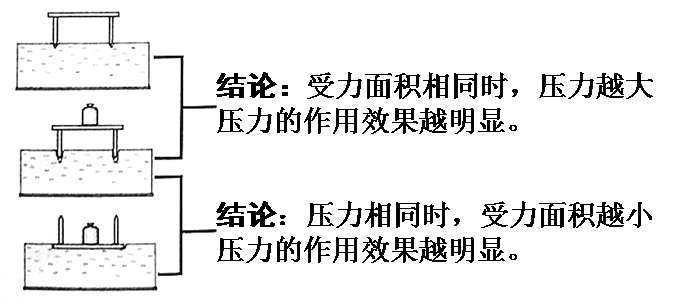 结论：受力面积相同时，压力越大
压力的作用效果越明显。
结论：压力相同时，受力面积越小
压力的作用效果越明显。